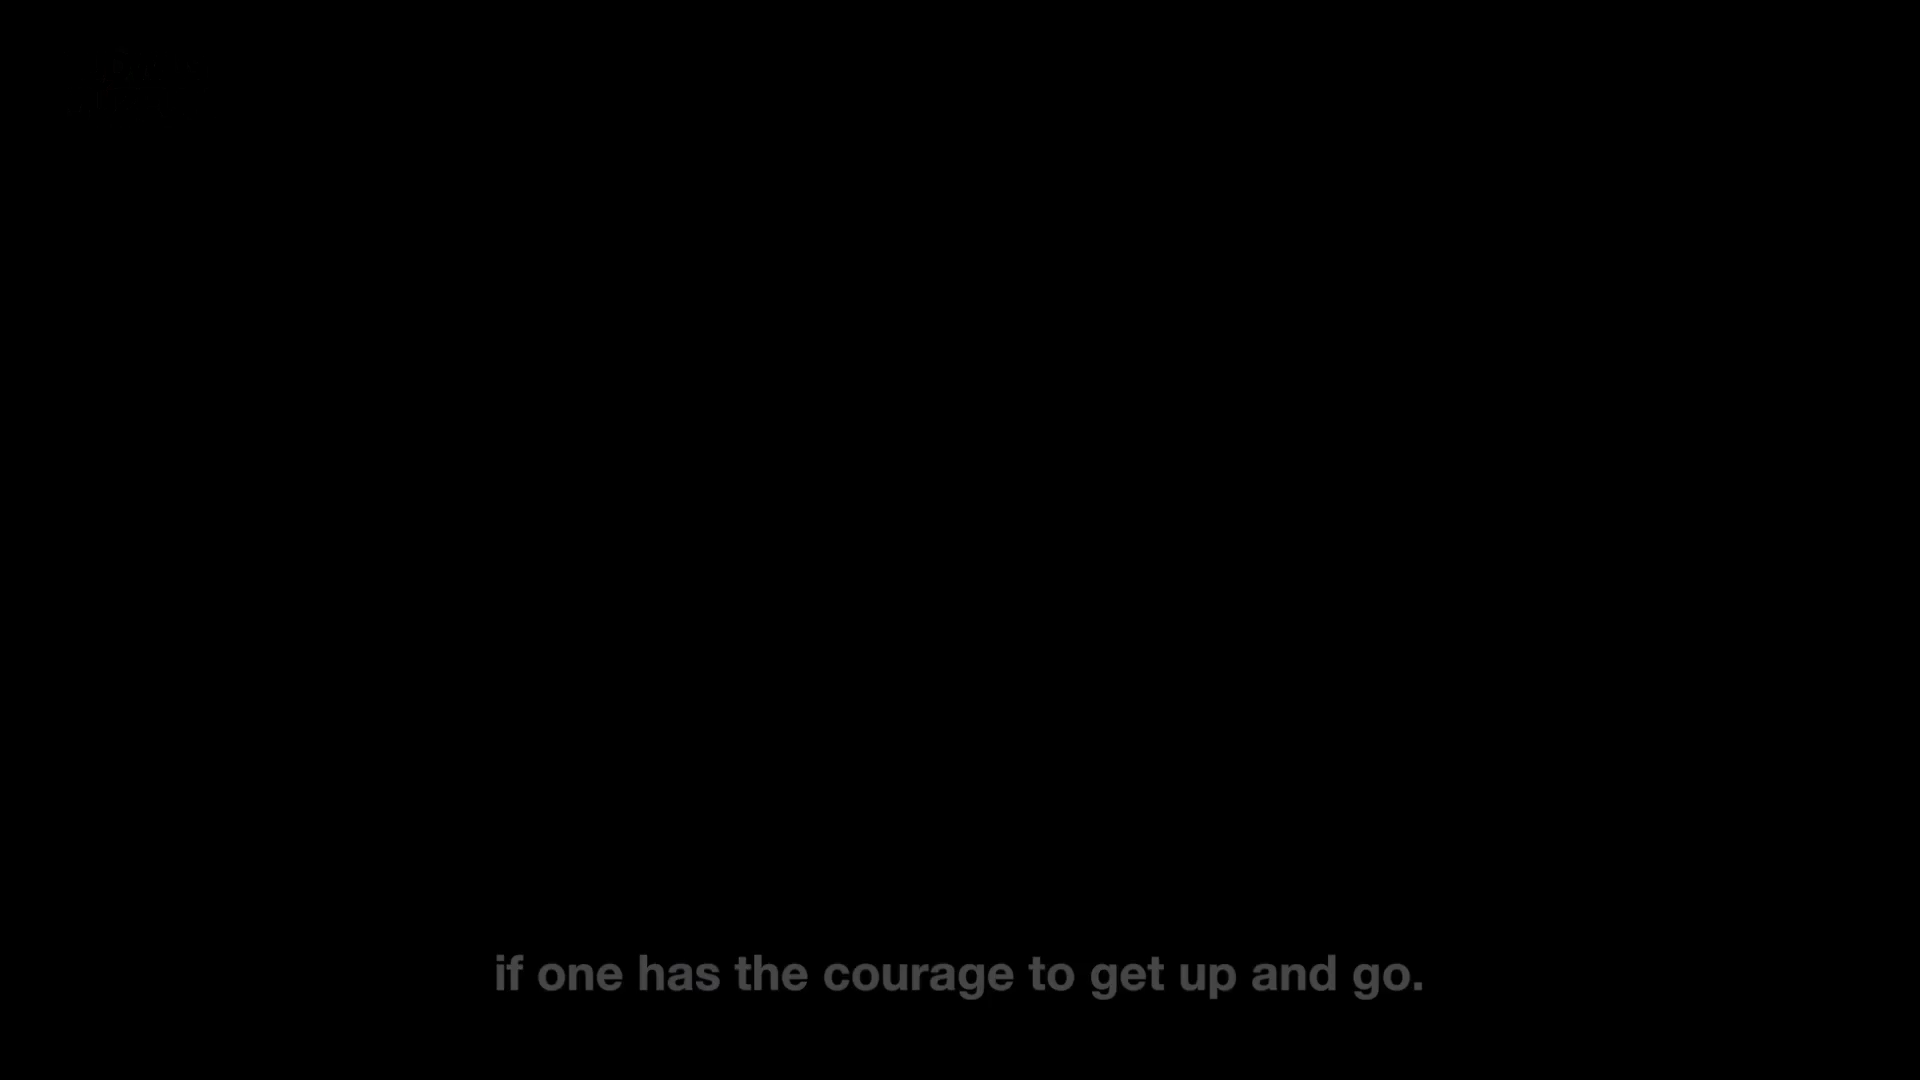 if one has the courage to get up and go.